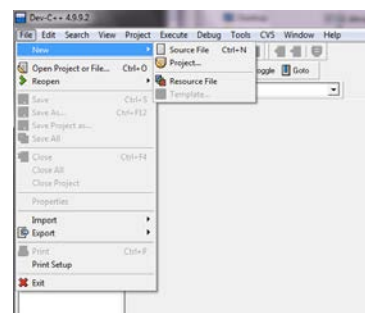 Dev-C++ 4.9.9.2
File Edit Search View Project Execute Debug Tools CVS Window Help
New
Source File Ctrl+N
Project...
Resource File
Template...
Toggle Goto
Open Project or File... Ctrl+O
Reopen
Save Ctrl+S
Save As... Ctrl+F12
Save Project as...
Save All
Close Ctrl+F4
Close All
Close Project
Properties
Import
Export
Print Ctrl+P
Print Setup
Exit